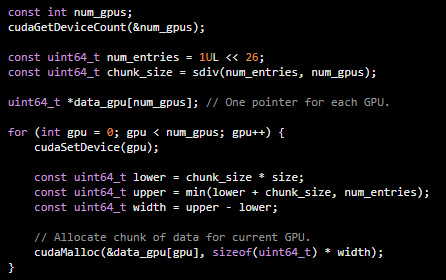 const int num_gpus;
cudaGetDeviceCount(&num_gpus);
const uint64_t num_entries = 1UL << 26;
const uint64_t chunk_size = sdiv(num_entries, num_gpus);
uint64_t *data_gpu[num_gpus]; // One pointer for each GPU.
for (int gpu = 0; gpu < num_gpus; gpu++) {
cudaSetDevice(gpu);
const uint64_t lower = chunk_size * size;
const uint64_t upper = min(lower + chunk_size, num_entries);
const uint64_t width = upper - lower;
// Allocate chunk of data for current GPU.
cudaMalloc(&data_gpu[gpu], sizeof(uint64_t) * width);
}